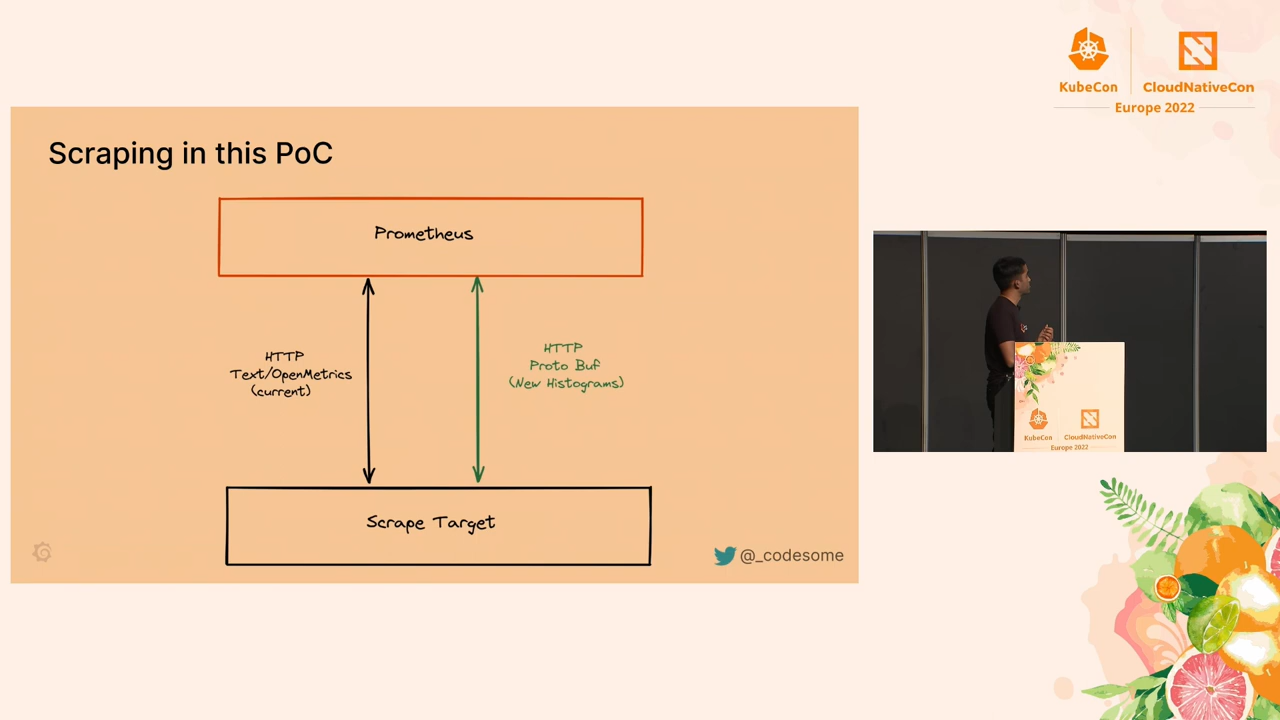 KubeCon
CloudNativeCon
Europe 2022
Scraping in this PoC
Prometheus
HTTP
Text/OpenMetrics
(current)
HTTP
Proto Buf
(New Histograms)
Scrape Target
@_codesome
KubeCon
CloudNativeCon
Europe 2022